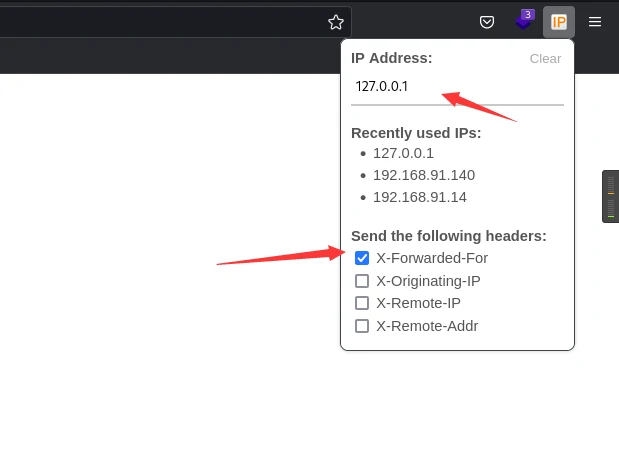 3
IP
IP Address:
Clear
127.0.0.1
Recently used IPs:
• 127.0.0.1
• 192.168.91.140
• 192.168.91.14
Send the following headers:
X-Forwarded-For
X-Originating-IP
X-Remote-IP
X-Remote-Addr